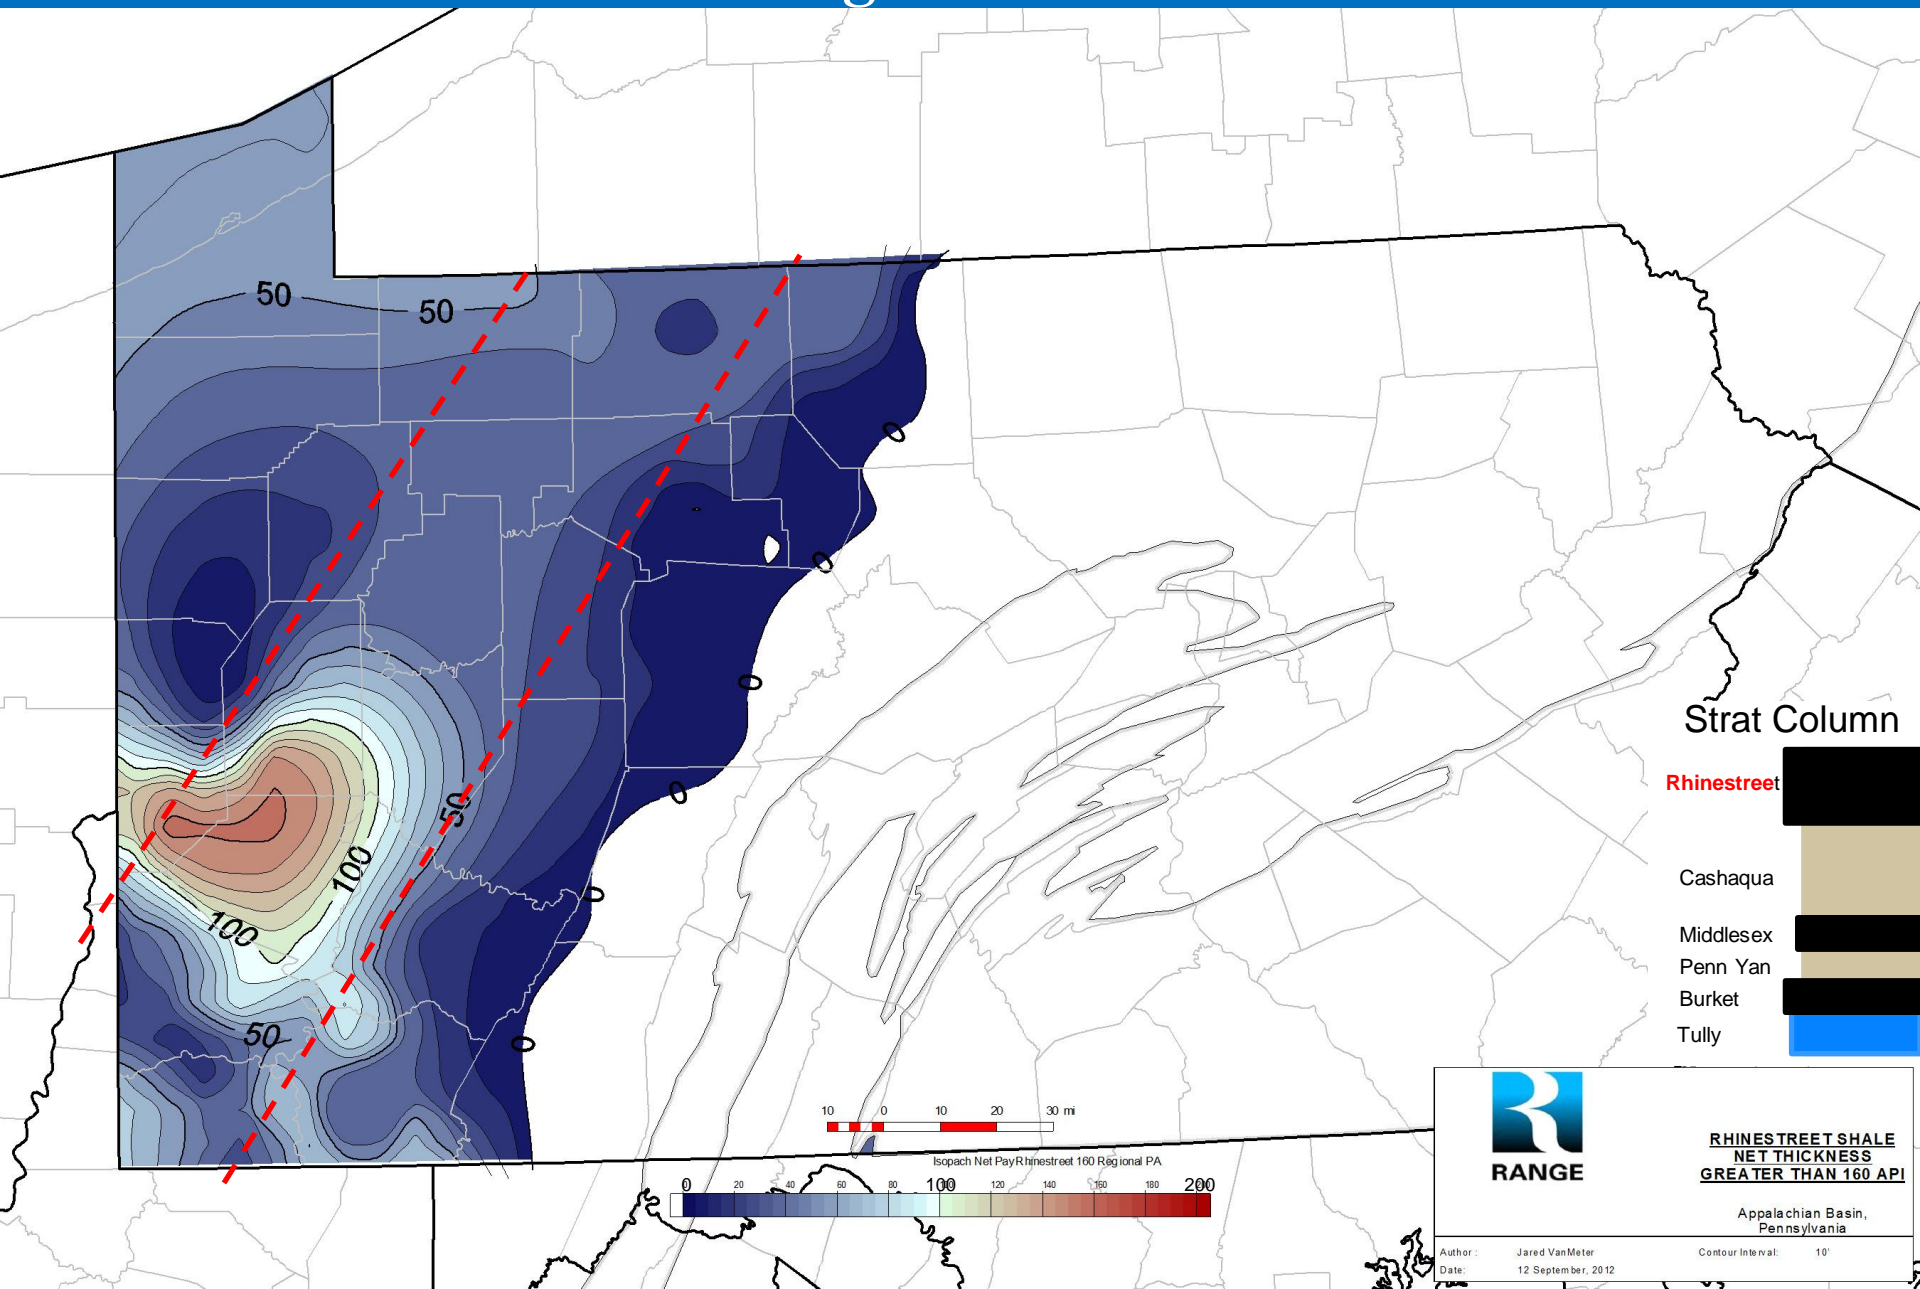 50
50
0
0
0
50
0
100
0
100
50
0
Strat Column
Rhinestreet
Cashaqua
Middlesex
Penn Yan
Burket
Tully
10 0 10 20 30 mi
Isopach Net Pay Rhinestreet 160 Regional PA
0 20 40 60 80 100 120 140 160 180 200
RANGE
RHINESTREET SHALE
NET THICKNESS
GREATER THAN 160 API
Appalachian Basin,
Pennsylvania
Author : Jared VanMeter Contour Interval: 10'
Date: 12 September, 2012